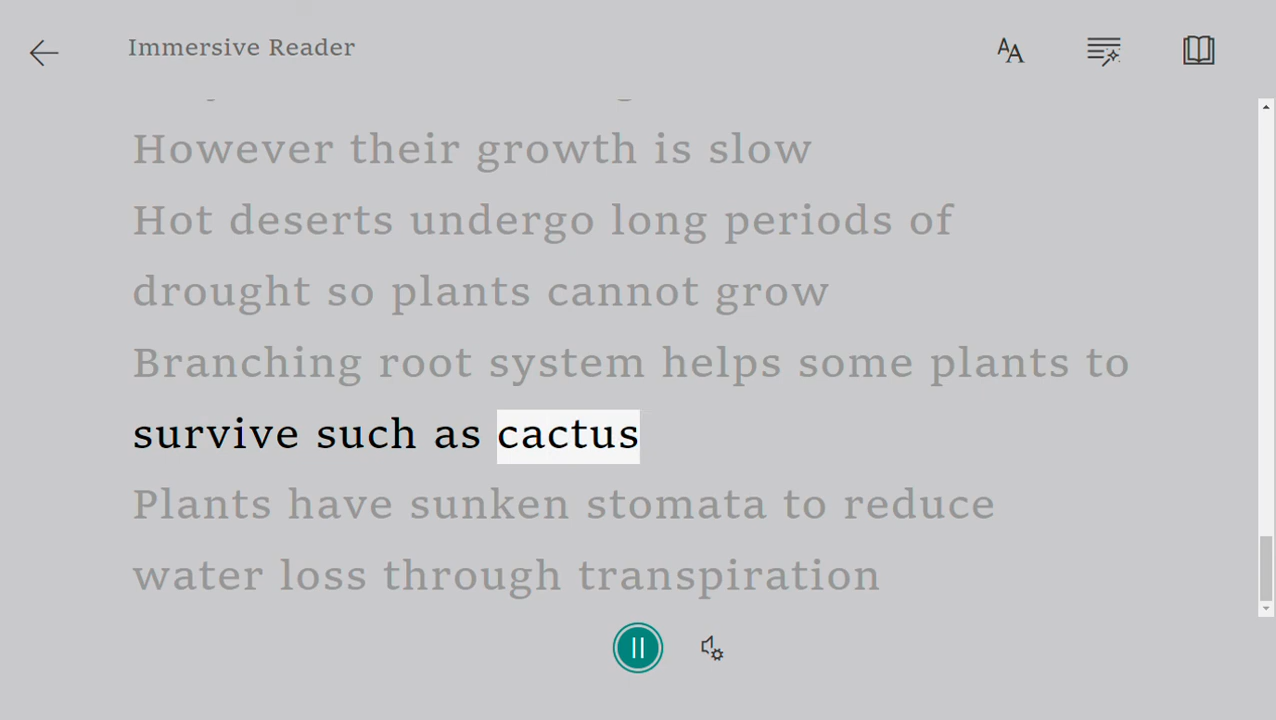 Immersive Reader
However their growth is slow
Hot deserts undergo long periods of
drought so plants cannot grow
Branching root system helps some plants to
survive such as cactus
Plants have sunken stomata to reduce
water loss through transpiration